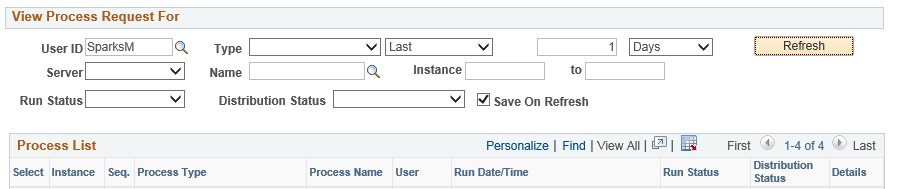 View Process Request For
User ID SparksM Type Last 1 Days Refresh
Server Name Instance to
Run Status Distribution Status Save On Refresh
Process List Personalize | Find | View All | | First 1-4 of 4 Last
Select Instance Seq. Process Type Process Name User Run Date/Time Run Status Distribution Status Details